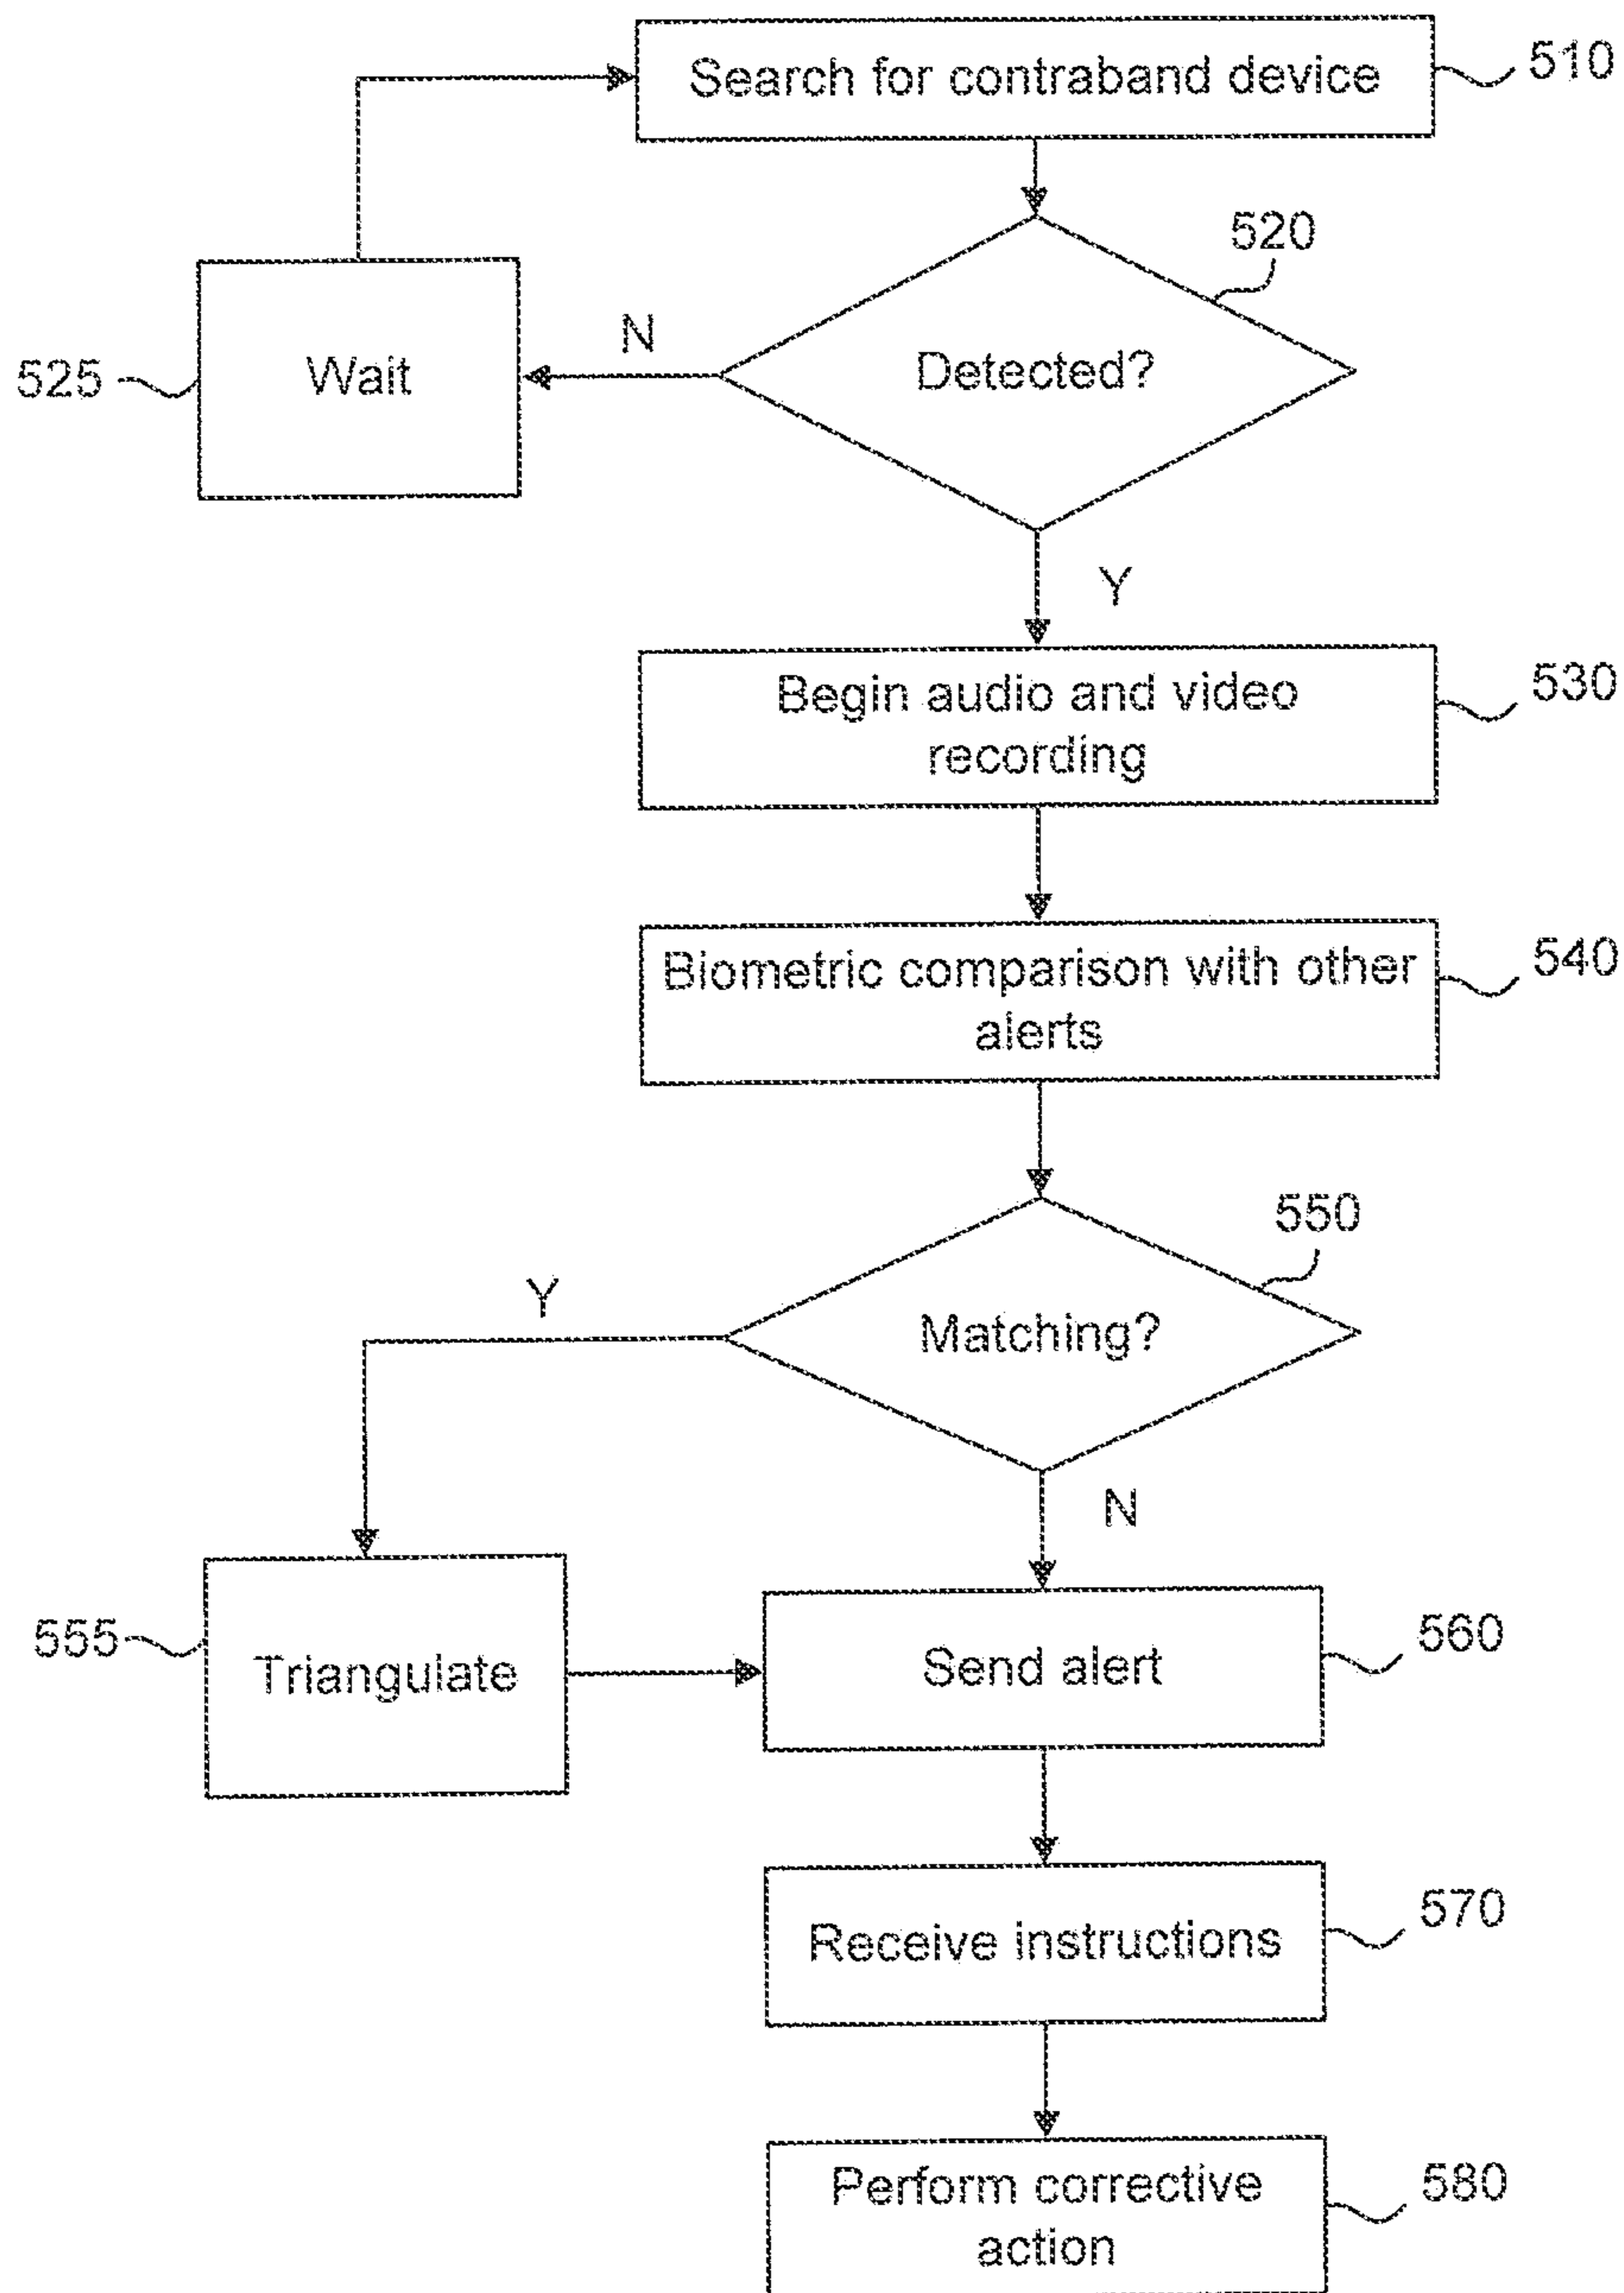 Search for contraband device
510
520
Detected?
N
Wait
525
Y
Begin audio and video
recording
530
Biometric comparison with other
alerts
540
550
Matching?
Y
N
555
Triangulate
Send alert
560
Receive instructions
570
Perform corrective
action
580